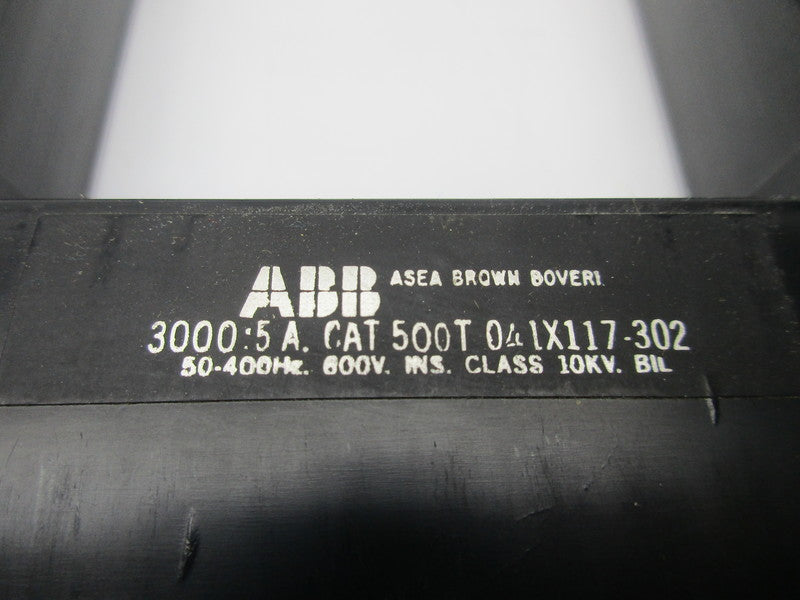 ABB ASEA BROWN BOVERI
3000:5 A. CAT 500T 041X117-302
50-400Hz. 600V. INS. CLASS 10KV. BIL